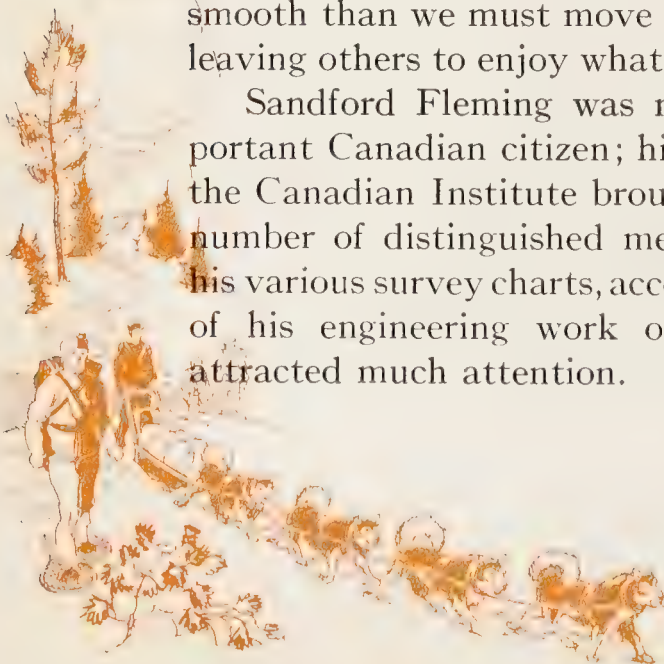 smooth than we must move
leaving others to enjoy what
Sandford Fleming was
portant Canadian citizen; hi
the Canadian Institute brou
number of distinguished me
his various survey charts, acc
of his engineering work o
attracted much attention.